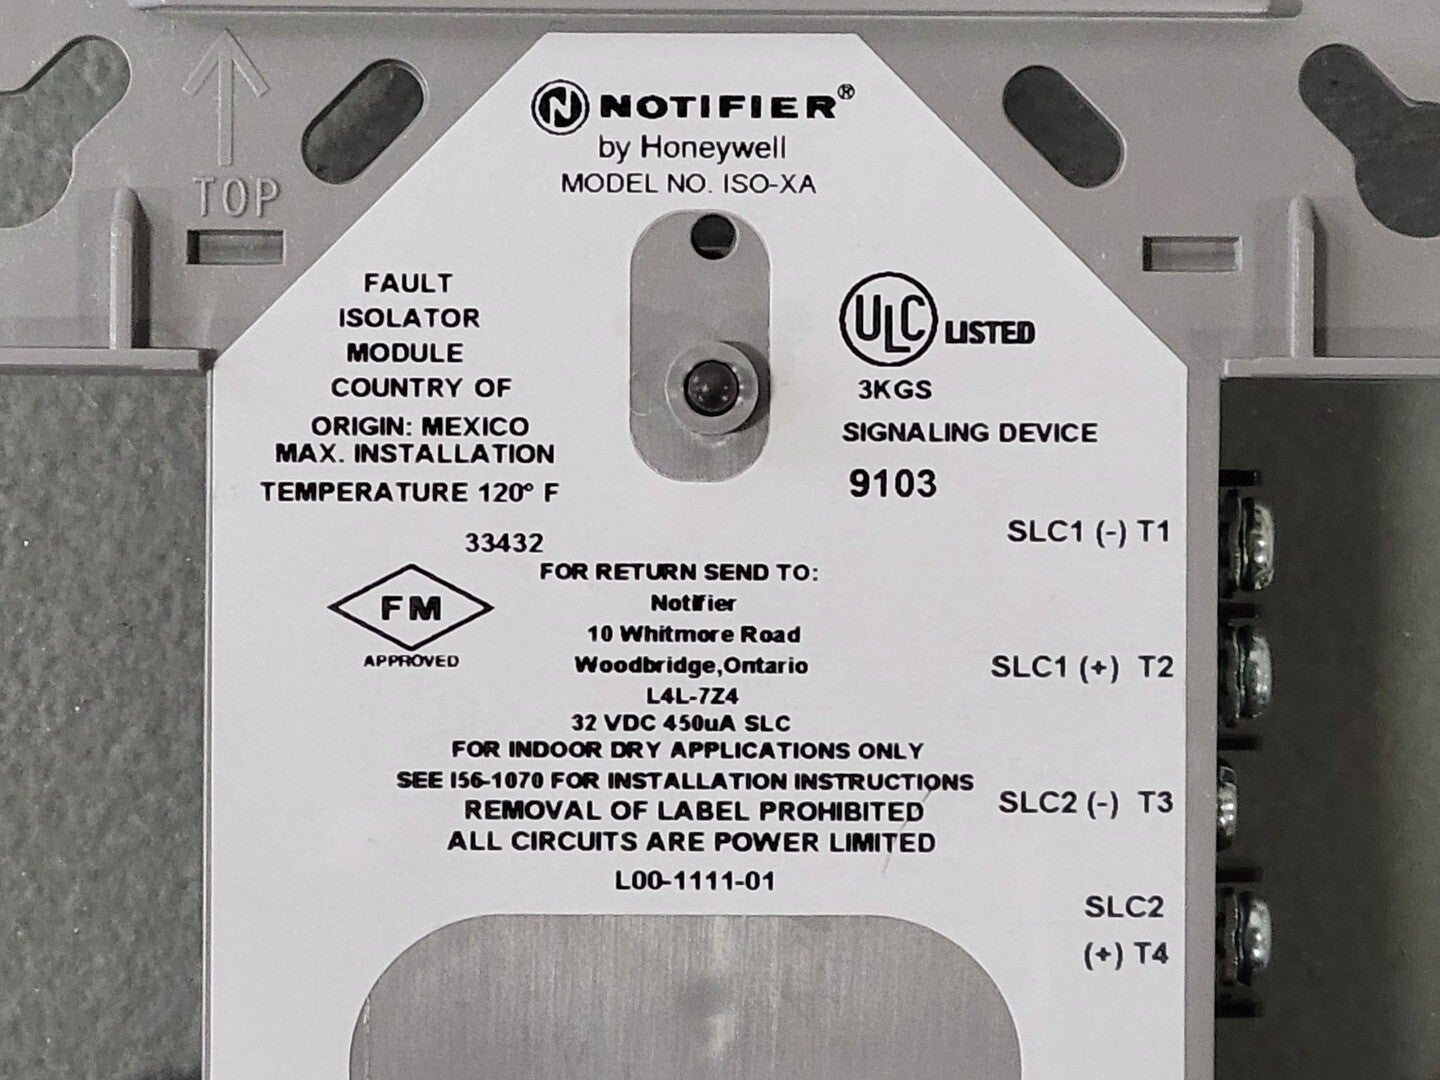 TOP
NOTIFIER®
by Honeywell
MODEL NO. ISO-XA
FAULT
ISOLATOR
MODULE
COUNTRY OF
ORIGIN: MEXICO
MAX. INSTALLATION
TEMPERATURE 120° F
ULC LISTED
3KGS
SIGNALING DEVICE
9103
33432
FM
APPROVED
FOR RETURN SEND TO:
Notifier
10 Whitmore Road
Woodbridge,Ontario
L4L-7Z4
32 VDC 450uA SLC
FOR INDOOR DRY APPLICATIONS ONLY
SEE I56-1070 FOR INSTALLATION INSTRUCTIONS
REMOVAL OF LABEL PROHIBITED
ALL CIRCUITS ARE POWER LIMITED
L00-1111-01
SLC1 (-) T1
SLC1 (+) T2
SLC2 (-) T3
SLC2
(+) T4